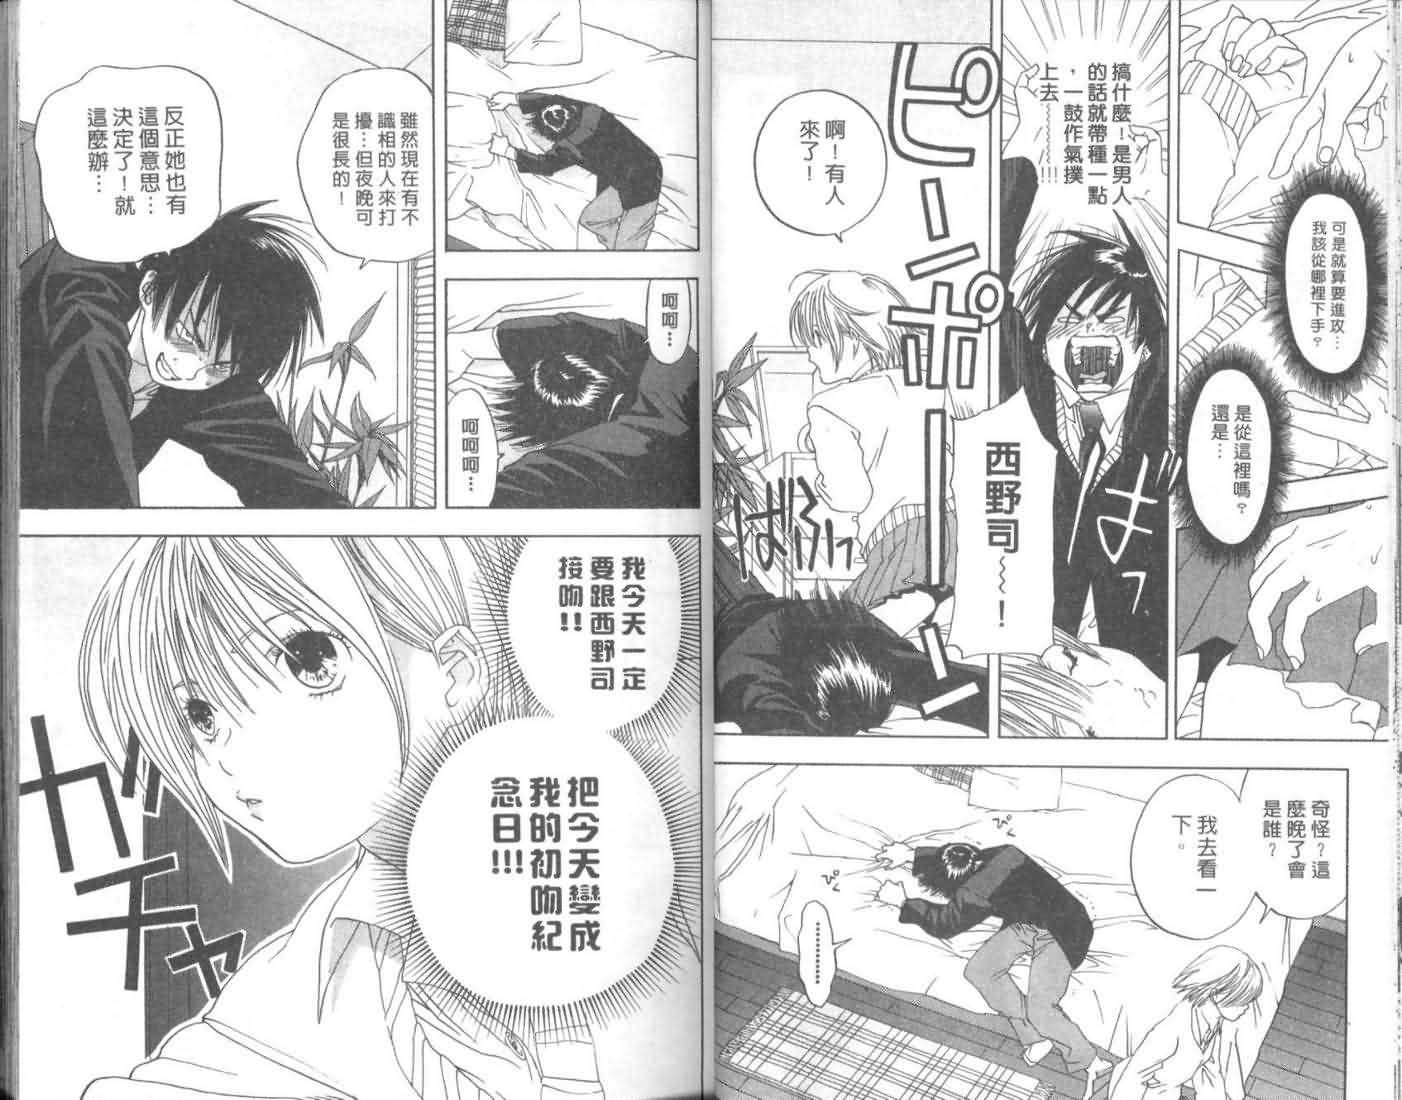 可是就算要進攻…
我該從哪裡下手？
是從這裡嗎？
還是…
搞什麼！是男人
的話就帶種一點
，一鼓作氣撲
上去~~~~!!!
西野司~~！
ばっ
ピーンポーン
啊！有人
來了！
ばふっ
奇怪？這
麼晚了會
是誰？
我去看一
下。
ぴく
ぴく
…………
呵
呵…
呵
呵
呵…
雖然現在有不
識相的人來打
擾…但夜晚可
是很長的！
反正她也有
這個意思…
決定了！就
這麼辦…
我今天一定
要跟西野司
接吻!!
把今天變成
我的初吻紀
念日!!!
ガチャ